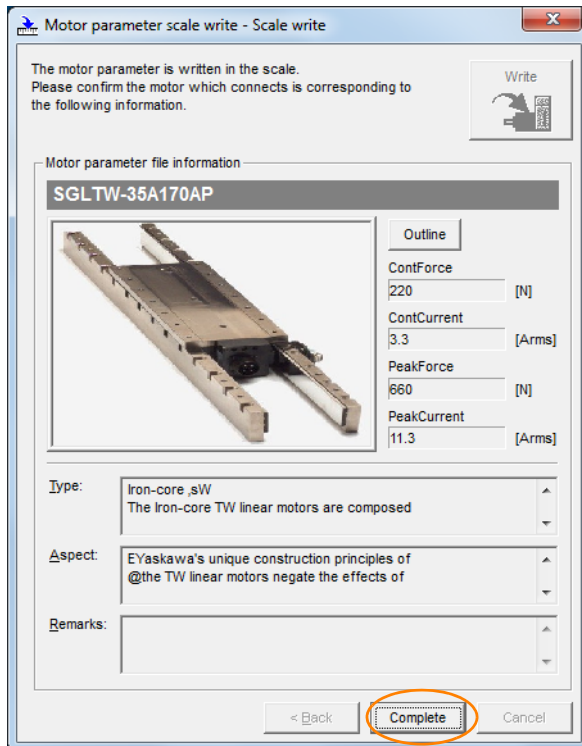 Motor parameter scale write - Scale write
The motor parameter is written in the scale.
Please confirm the motor which connects is corresponding to
the following information.
Write
Motor parameter file information
SGLTW-35A170AP
Outline
ContForce
220 [N]
ContCurrent
3.3 [Arms]
PeakForce
660 [N]
PeakCurrent
11.3 [Arms]
Type:
Iron-core ,sW
The Iron-core TW linear motors are composed
Aspect:
EYaskawa's unique construction principles of
@the TW linear motors negate the effects of
Remarks:
< Back Complete Cancel